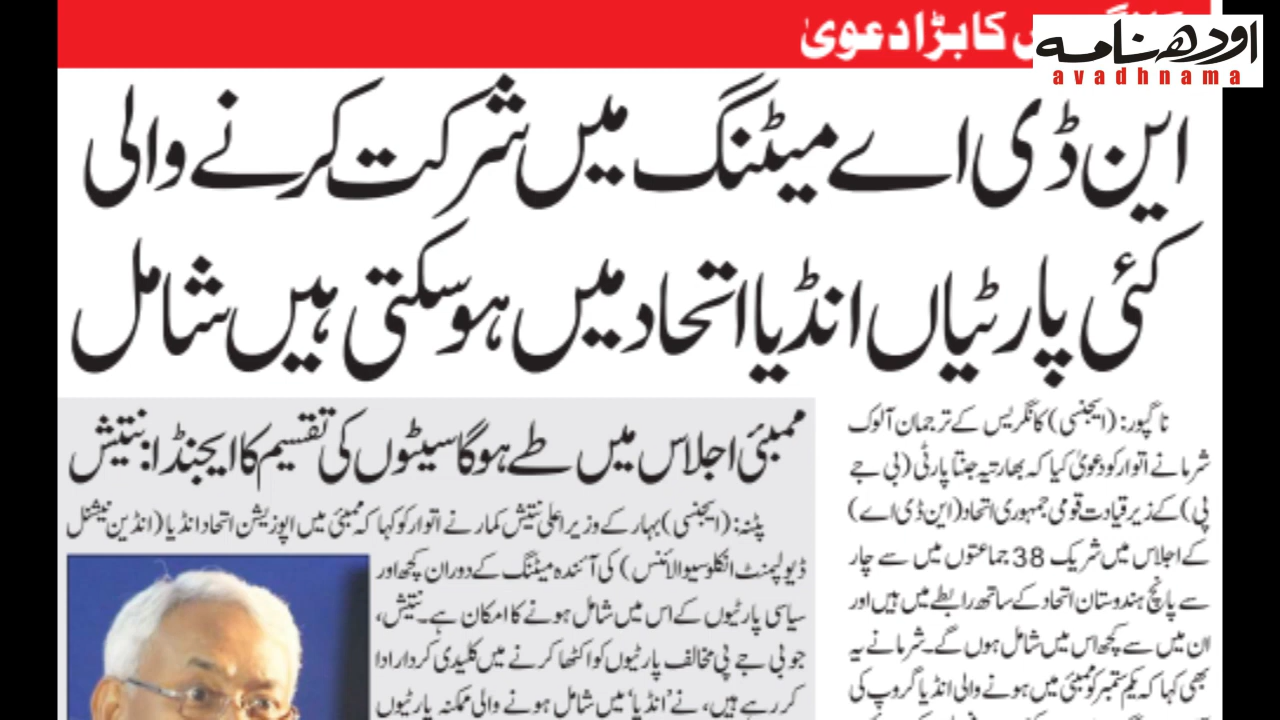 کا بڑا دعویٰ
اودھ نامہ
avadhnama
این ڈی اے میٹنگ میں شرکت کرنے والی
کئی پارٹیاں انڈیا اتحاد میں ہوسکتی ہیں شامل
ناگپور: (ایجنسی) کانگریس کے ترجمان آلوک
شرما نے اتوار کو دعویٰ کیا کہ بھارتیہ جنتا پارٹی (بی جے
پی) کے زیر قیادت قومی جمہوری اتحاد (این ڈی اے)
کے اجلاس میں شریک 38 جماعتوں میں سے چار
سے پانچ ہندوستان اتحاد کے ساتھ رابطے میں ہیں اور
ان میں سے کچھ اس میں شامل ہوں گے۔ شرما نے یہ
بھی کہا کہ یکم ستمبر کو ممبئی میں ہونے والی انڈیا گروپ کی
ممبئی اجلاس میں طے ہوگا سیٹوں کی تقسیم کا ایجنڈا: نتیش
پٹنہ: (ایجنسی) بہار کے وزیر اعلی نتیش کمار نے اتوار کو کہا کہ ممبئی میں اپوزیشن اتحاد انڈیا (انڈین نیشنل
ڈیولپمنٹ انکلوسیو الائنس) کی آئندہ میٹنگ کے دوران کچھ اور
سیاسی پارٹیوں کے اس میں شامل ہونے کا امکان ہے۔ نتیش،
جو بی جے پی مخالف پارٹیوں کو اکٹھا کرنے میں کلیدی کردار ادا
کر رہے ہیں، نے 'انڈیا' میں شامل ہونے والی ممکنہ پارٹیوں